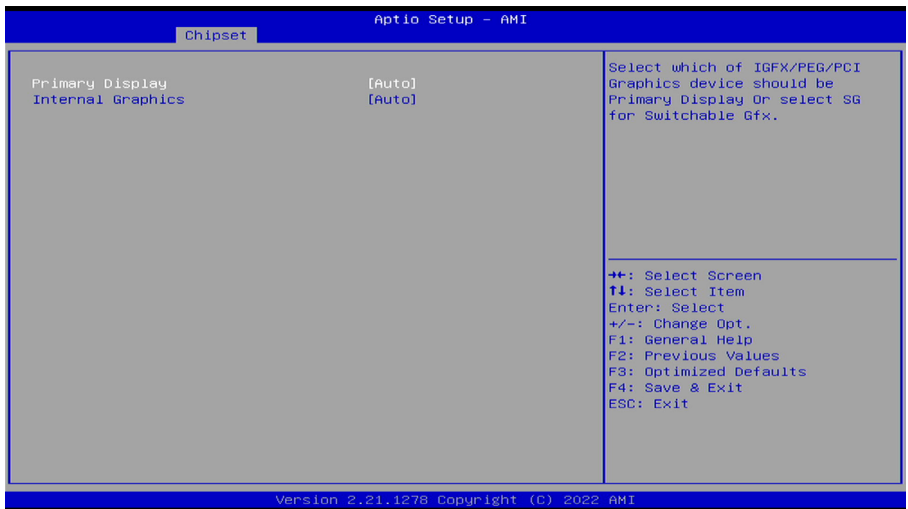 Aptio Setup – AMI
Chipset
Primary Display [Auto]
Internal Graphics [Auto]
Select which of IGFX/PEG/PCI
Graphics device should be
Primary Display Or select SG
for Switchable Gfx.
→←: Select Screen
↑↓: Select Item
Enter: Select
+/-: Change Opt.
F1: General Help
F2: Previous Values
F3: Optimized Defaults
F4: Save & Exit
ESC: Exit
Version 2.21.1278 Copyright (C) 2022 AMI